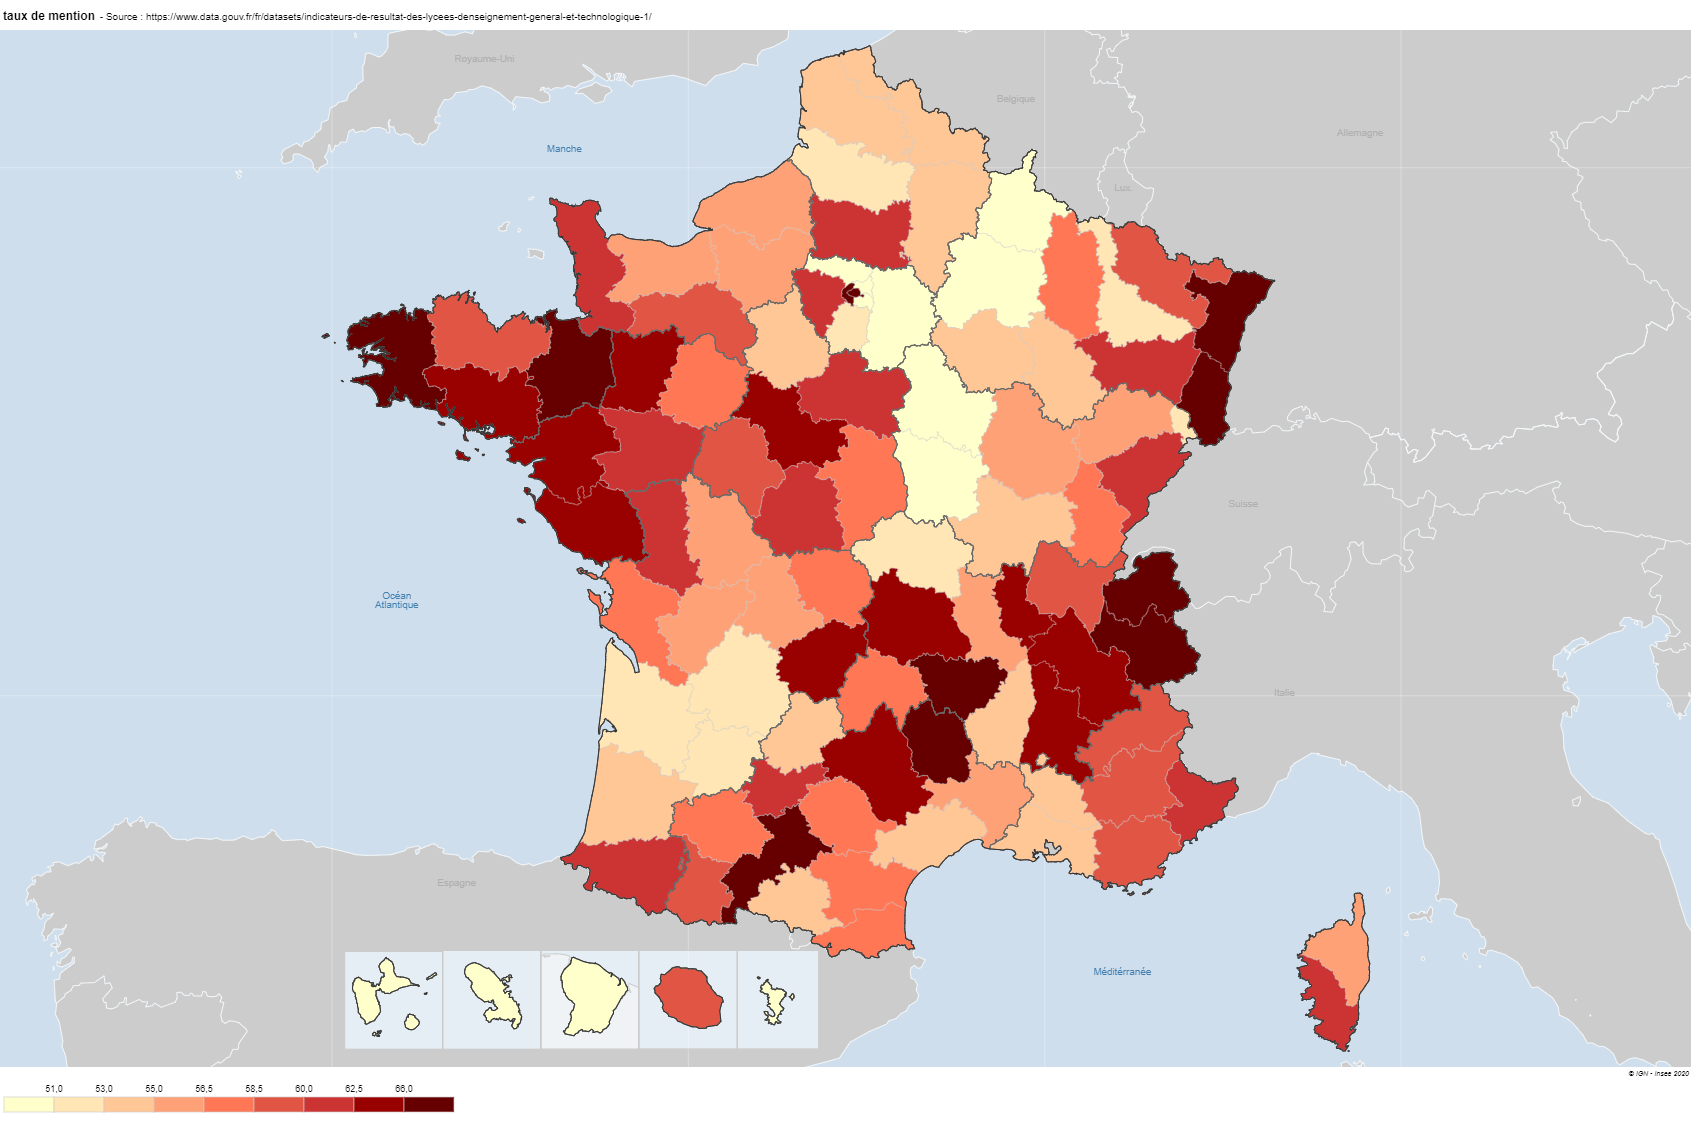 taux de mention - Source : https://www.data.gouv.fr/fr/datasets/indicateurs-de-resultat-des-lycees-denseignement-general-et-technologique-1/
Royaume-Uni
Belgique
Allemagne
Manche
Lux.
Suisse
Océan
Atlantique
Italie
Espagne
Méditérranée
© IGN - Insee 2020
51,0 53,0 55,0 56,5 58,5 60,0 62,5 66,0